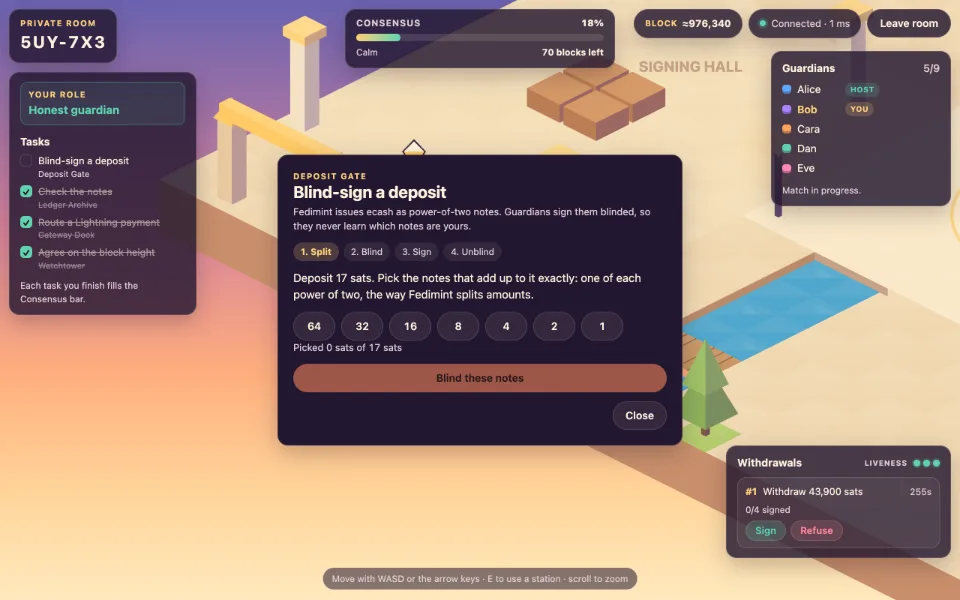 PRIVATE ROOM
5UY-7X3
CONSENSUS 18%
Calm 70 blocks left
BLOCK ≈976,340
Connected · 1 ms
Leave room
SIGNING HALL
Guardians 5/9
Alice HOST
Bob YOU
Cara
Dan
Eve
Match in progress.
YOUR ROLE
Honest guardian
Tasks
Blind-sign a deposit
Deposit Gate
Check the notes
Ledger Archive
Route a Lightning payment
Gateway Dock
Agree on the block height
Watchtower
Each task you finish fills the
Consensus bar.
DEPOSIT GATE
Blind-sign a deposit
Fedimint issues ecash as power-of-two notes. Guardians sign them blinded, so
they never learn which notes are yours.
1. Split 2. Blind 3. Sign 4. Unblind
Deposit 17 sats. Pick the notes that add up to it exactly: one of each
power of two, the way Fedimint splits amounts.
64 32 16 8 4 2 1
Picked 0 sats of 17 sats
Blind these notes
Close
Withdrawals LIVENESS
#1 Withdraw 43,900 sats 255s
0/4 signed
Sign Refuse
Move with WASD or the arrow keys · E to use a station · scroll to zoom